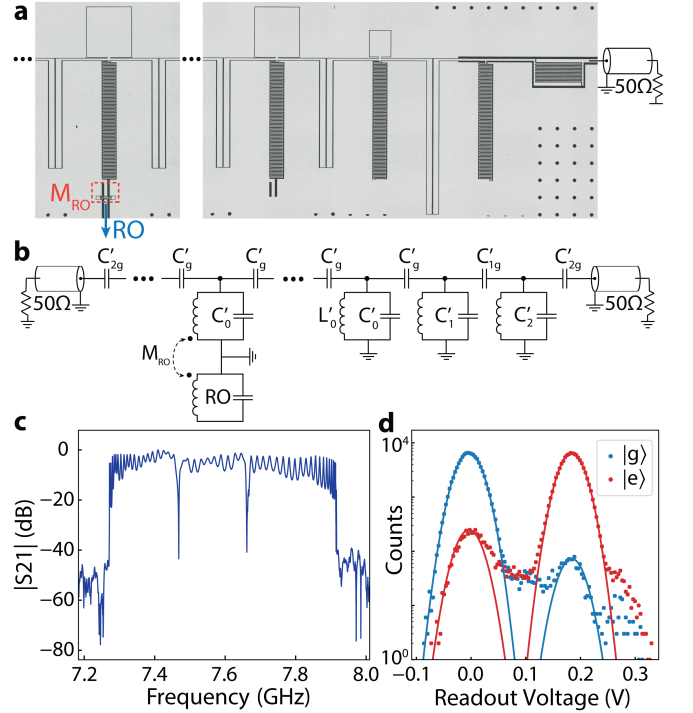 a
50Ω
M_RO
RO
b
C'_2g C'_g C'_g C'_g C'_g C'_1g C'_2g
50Ω C'_0 L'_0 C'_0 C'_1 C'_2 50Ω
M_RO
RO
c
|S21| (dB)
0
−20
−40
−60
−80
7.2 7.4 7.6 7.8 8.0
Frequency (GHz)
d
Counts
10^4
10^0
|g⟩
|e⟩
−0.1 0.0 0.1 0.2 0.3
Readout Voltage (V)